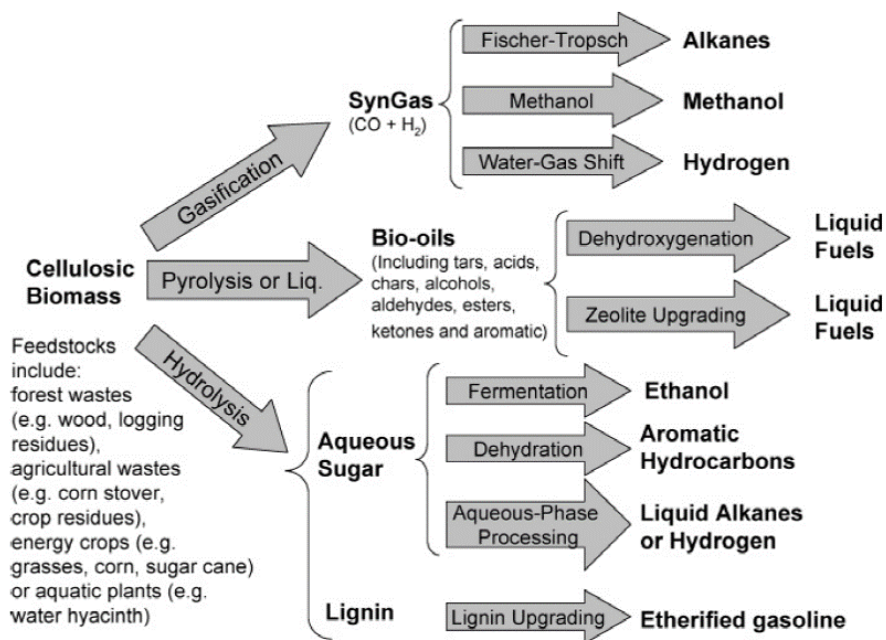 Fischer-Tropsch
Alkanes
SynGas
(CO + H₂)
Methanol
Methanol
Water-Gas Shift
Hydrogen
Gasification
Cellulosic
Biomass
Pyrolysis or Liq.
Bio-oils
(Including tars, acids,
chars, alcohols,
aldehydes, esters,
ketones and aromatic)
Dehydroxygenation
Liquid
Fuels
Zeolite Upgrading
Liquid
Fuels
Hydrolysis
Feedstocks
include:
forest wastes
(e.g. wood, logging
residues),
agricultural wastes
(e.g. corn stover,
crop residues),
energy crops (e.g.
grasses, corn, sugar cane)
or aquatic plants (e.g.
water hyacinth)
Aqueous
Sugar
Fermentation
Ethanol
Dehydration
Aromatic
Hydrocarbons
Aqueous-Phase
Processing
Liquid Alkanes
or Hydrogen
Lignin
Lignin Upgrading
Etherified gasoline